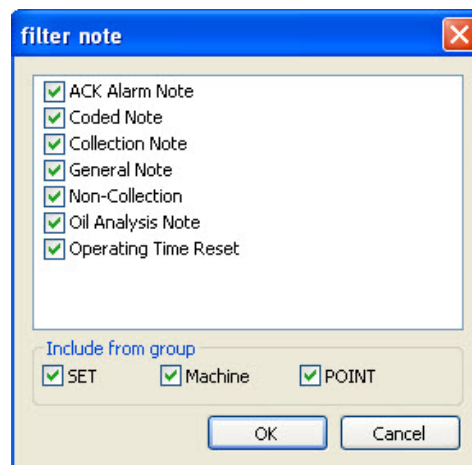 filter note
ACK Alarm Note
Coded Note
Collection Note
General Note
Non-Collection
Oil Analysis Note
Operating Time Reset
Include from group
SET Machine POINT
OK Cancel